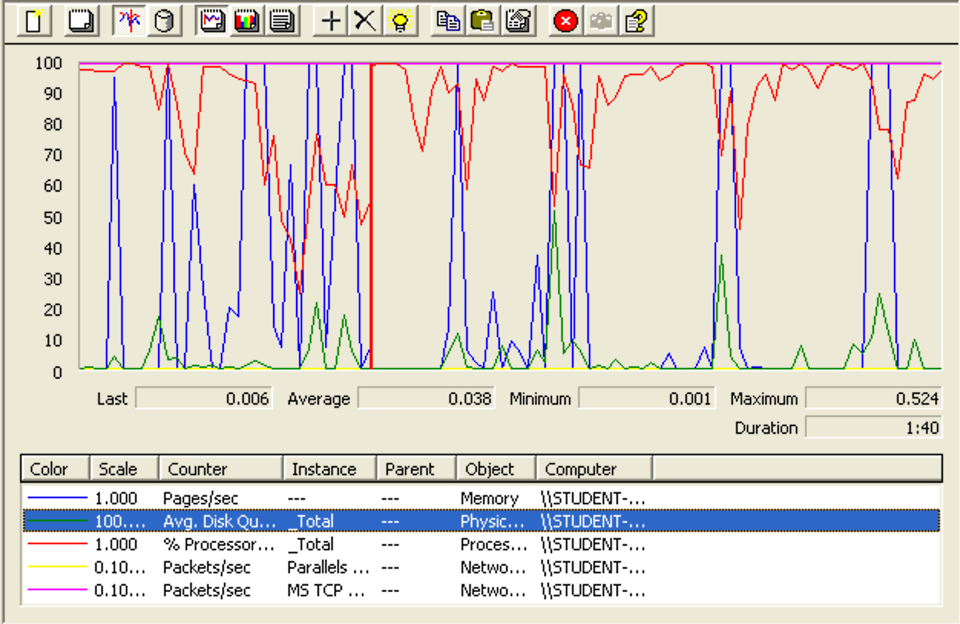 100
90
80
70
60
50
40
30
20
10
0
Last 0.006 Average 0.038 Minimum 0.001 Maximum 0.524
Duration 1:40
Color Scale Counter Instance Parent Object Computer
1.000 Pages/sec --- --- Memory \\STUDENT-...
100.... Avg. Disk Qu... _Total --- Physic... \\STUDENT-...
1.000 % Processor... _Total --- Proces... \\STUDENT-...
0.10... Packets/sec Parallels ... --- Netwo... \\STUDENT-...
0.10... Packets/sec MS TCP ... --- Netwo... \\STUDENT-...